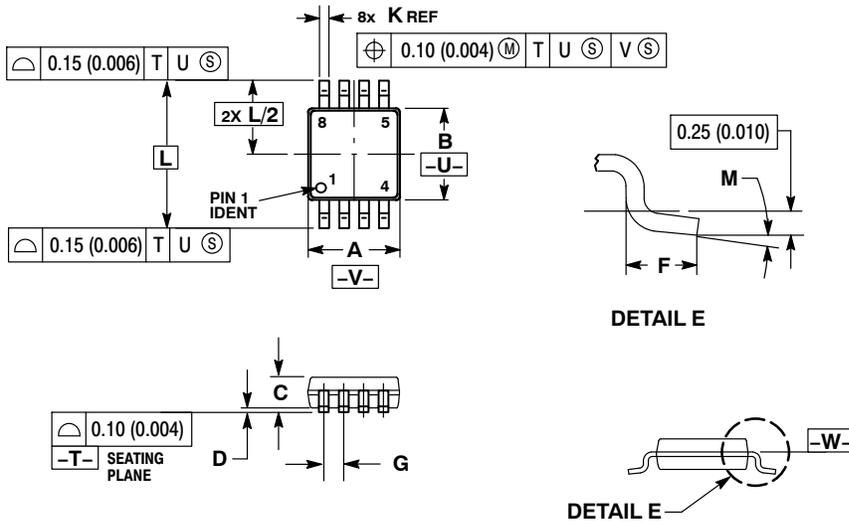 8x K REF
⌖ 0.10 (0.004) Ⓜ T U Ⓢ V Ⓢ
⌓ 0.15 (0.006) T U Ⓢ
2X L/2
8 5
B
–U–
L
1
4
PIN 1
IDENT
⌓ 0.15 (0.006) T U Ⓢ
A
–V–
0.25 (0.010)
M
F
DETAIL E
C
⌓ 0.10 (0.004)
–T– SEATING
PLANE
D
G
–W–
DETAIL E